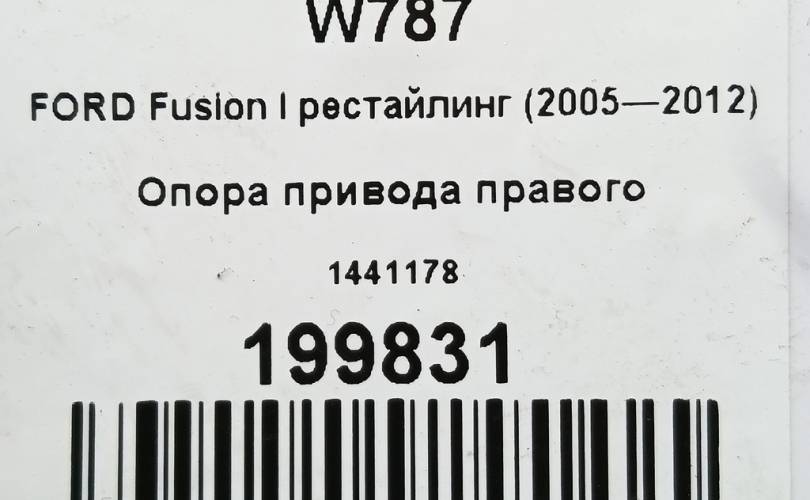 W787
FORD Fusion I рестайлинг (2005—2012)
Опора привода правого
1441178
199831